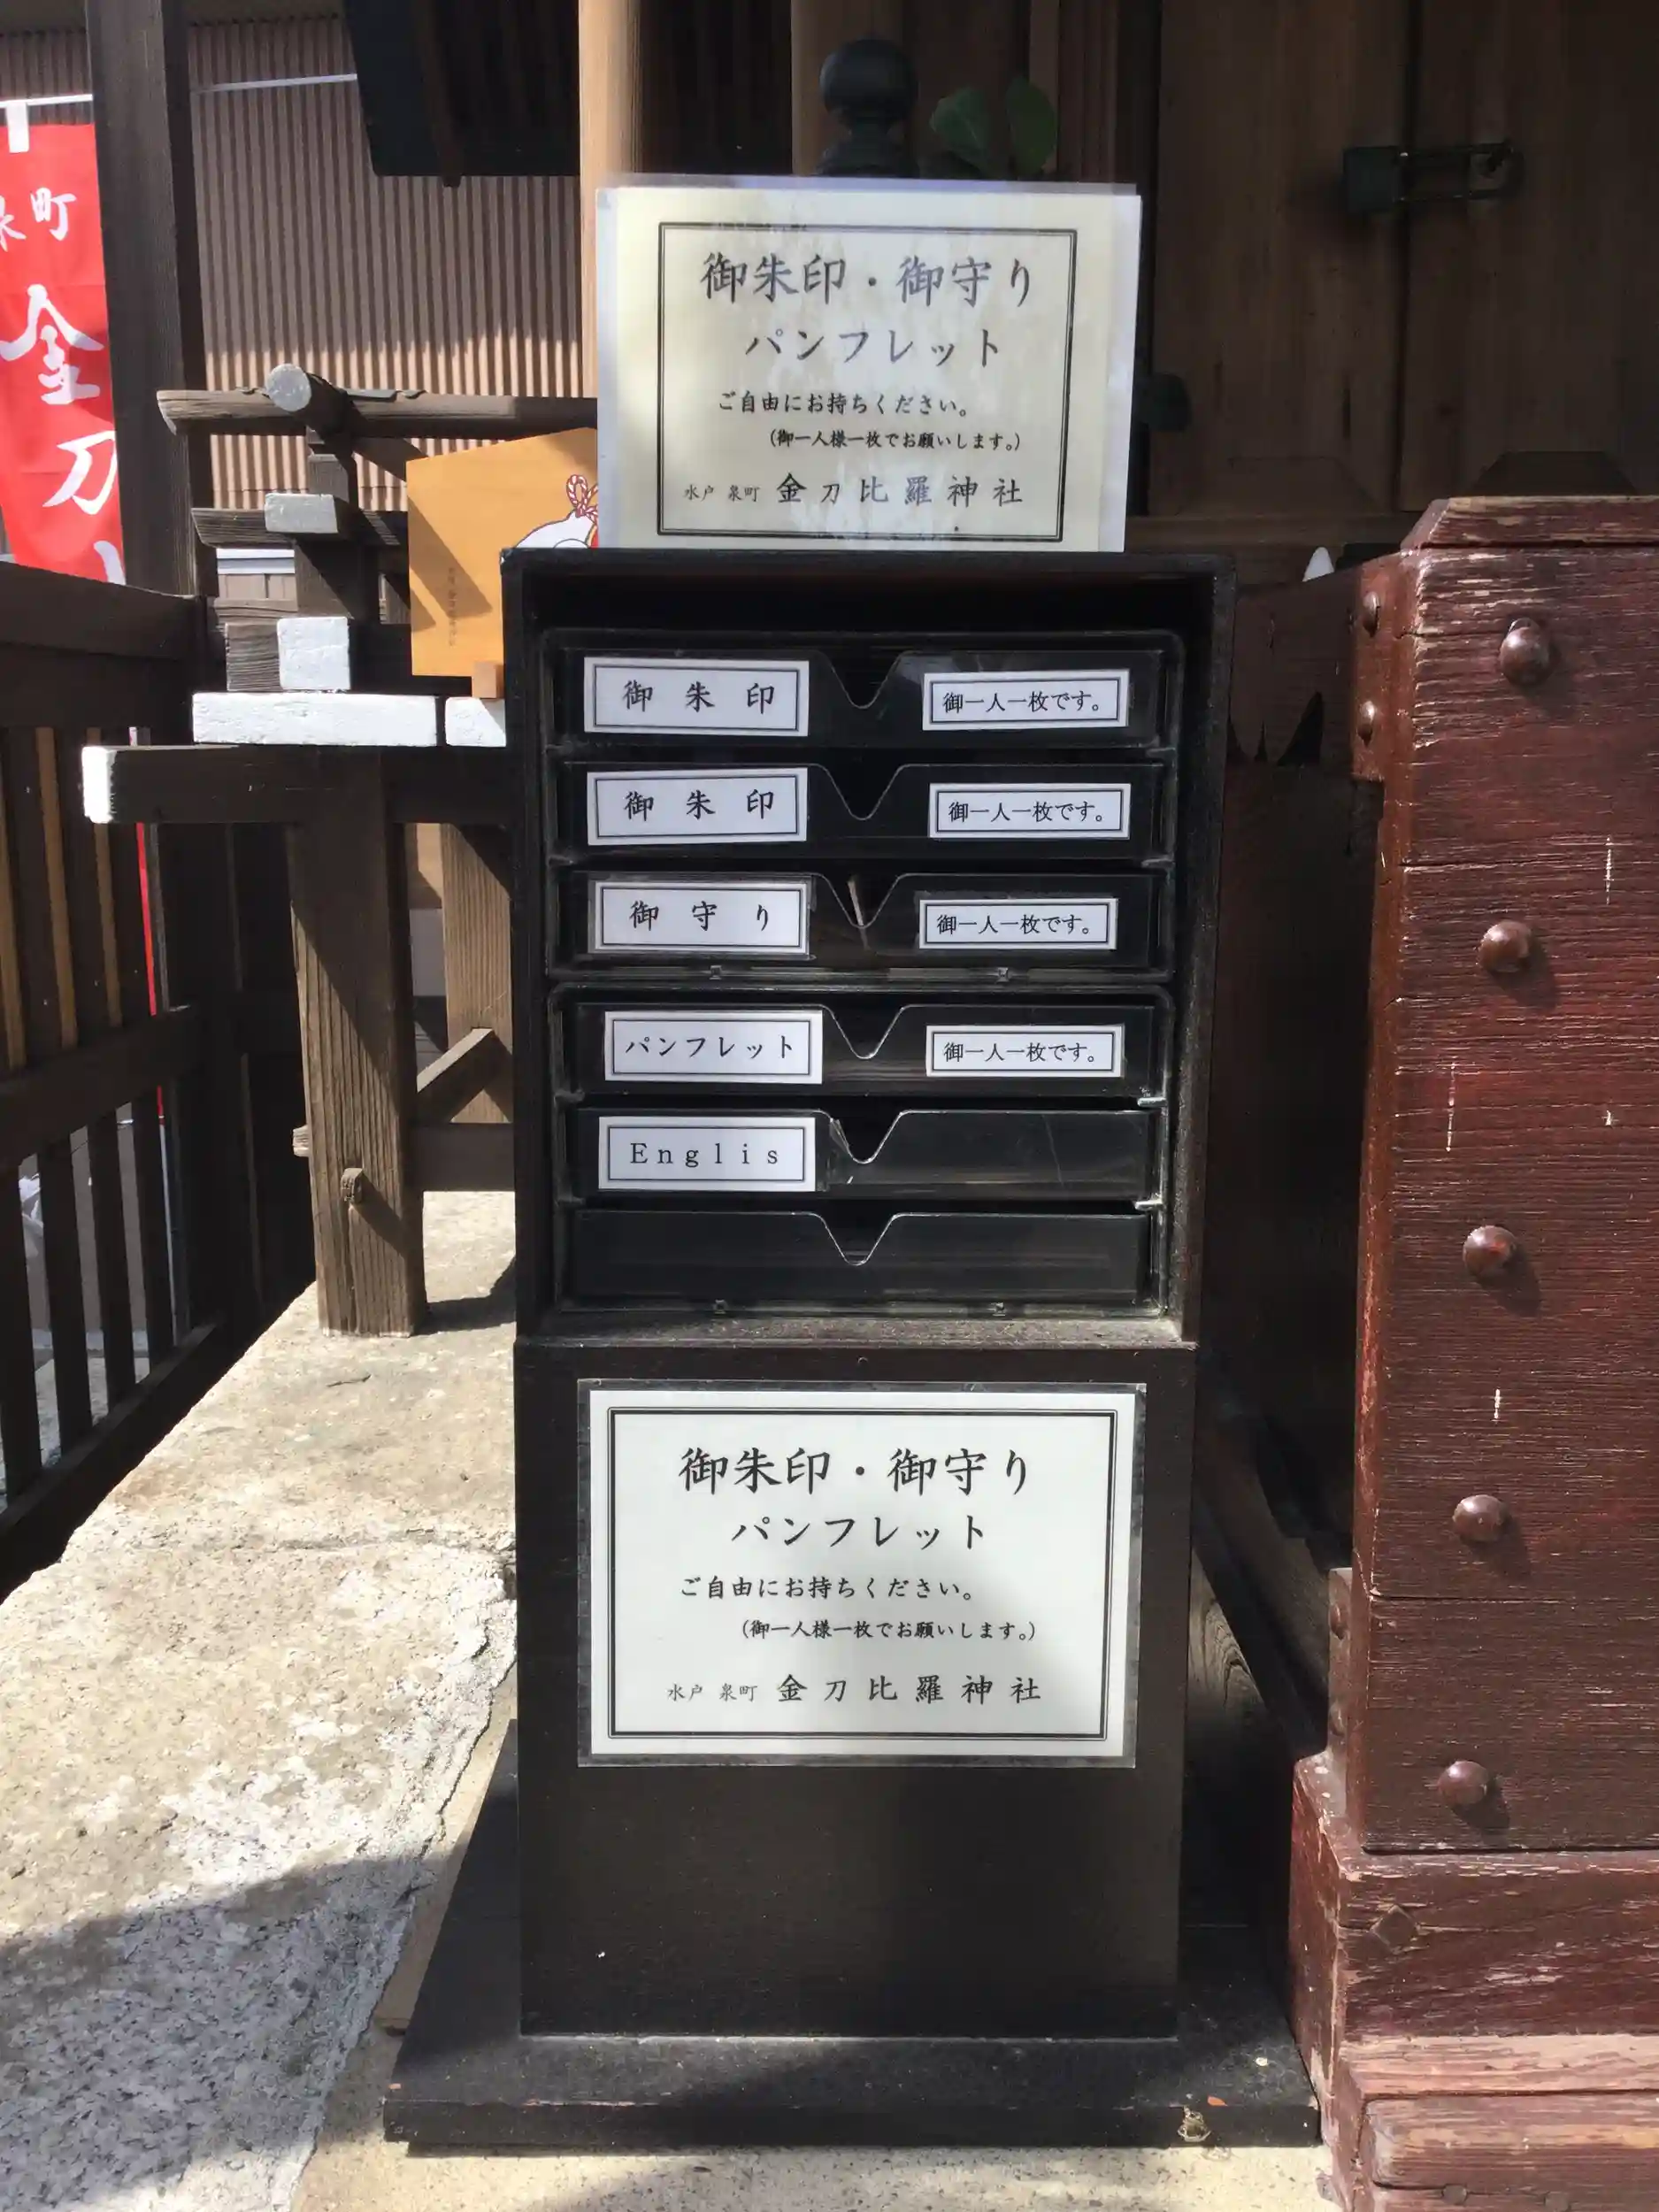 泉町
金刀
御朱印・御守り
パンフレット
ご自由にお持ちください。
(御一人様一枚でお願いします。)
水戸 泉町 金刀比羅神社
御朱印 御一人一枚です。
御朱印 御一人一枚です。
御守り 御一人一枚です。
パンフレット 御一人一枚です。
Englis
御朱印・御守り
パンフレット
ご自由にお持ちください。
(御一人様一枚でお願いします。)
水戸 泉町 金刀比羅神社